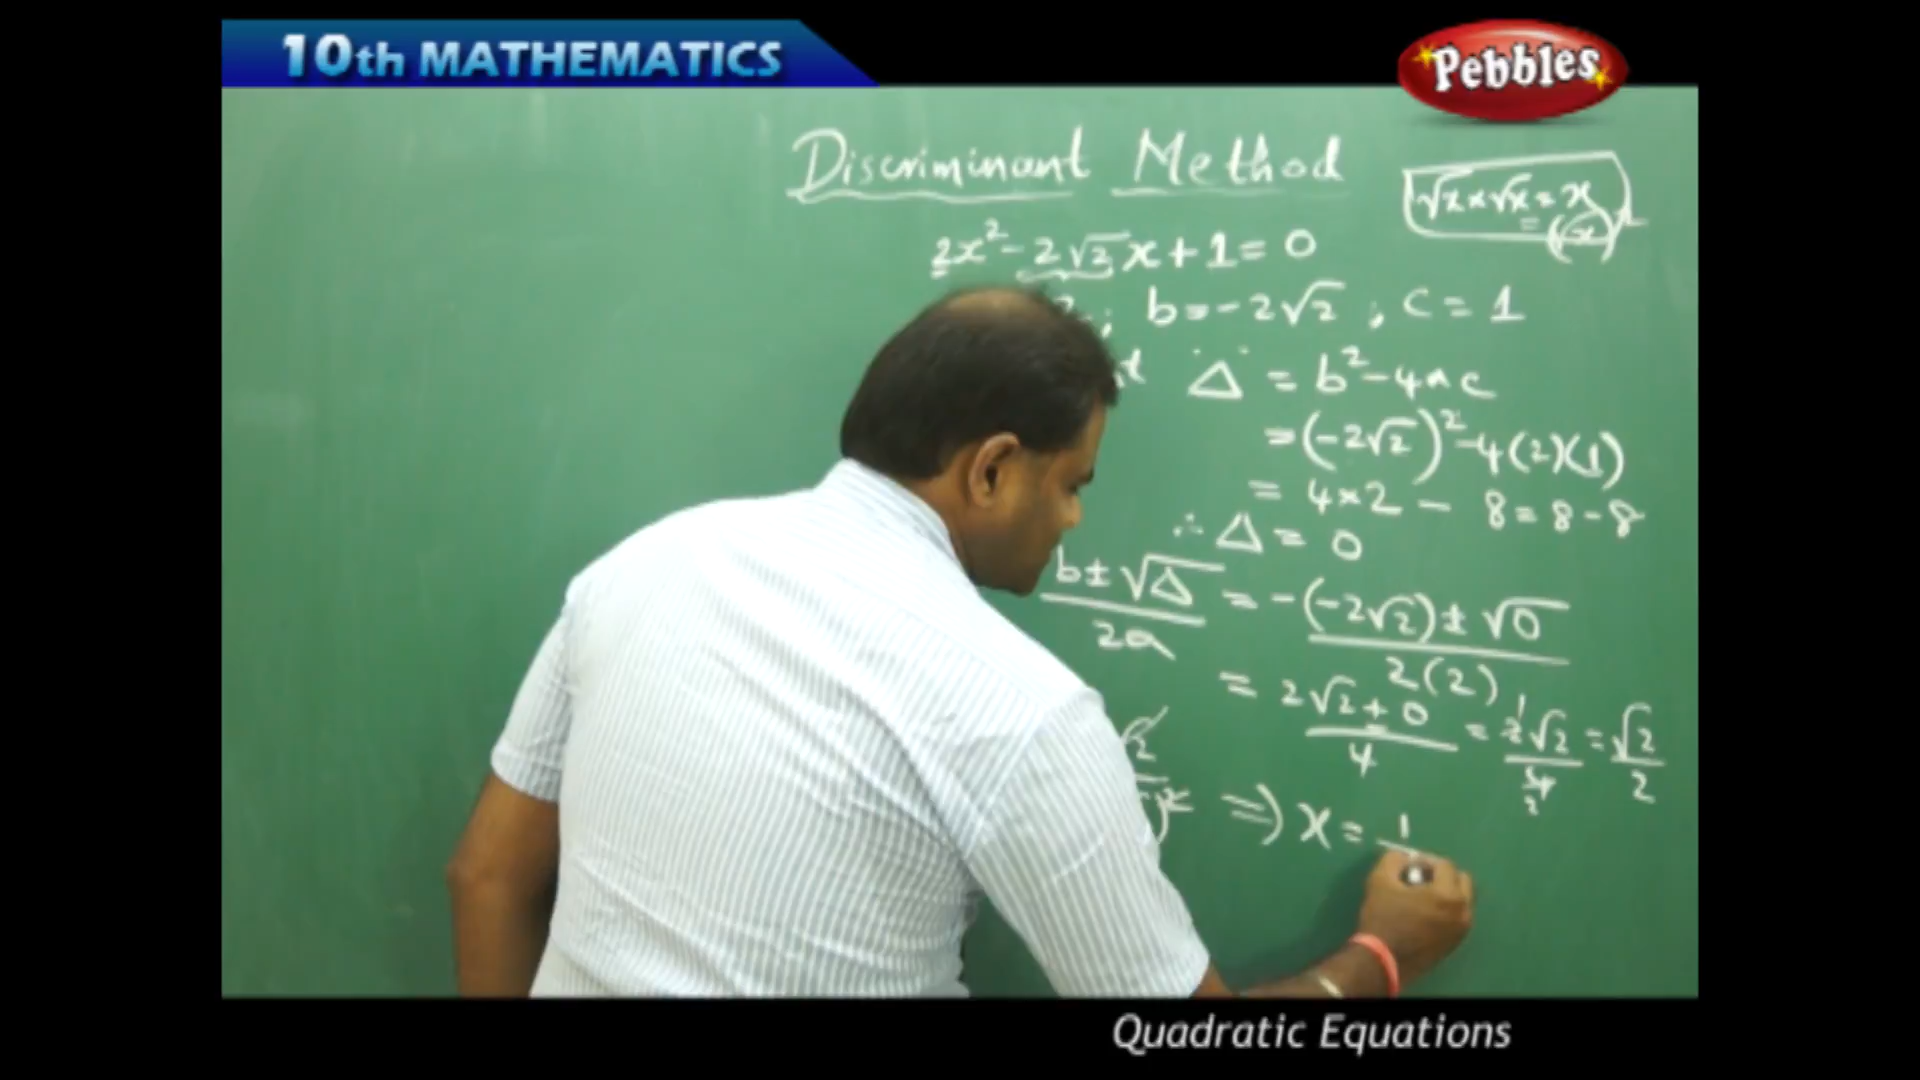 10th MATHEMATICS
Pebbles
Discriminant Method
√x × √x = x
= (√x)²
2x² - 2√2 x + 1 = 0
; b = -2√2 ; c = 1
Δ = b² - 4ac
= (-2√2)² - 4(2)(1)
= 4×2 - 8 = 8 - 8
∴ Δ = 0
b ± √Δ / 2a = -(-2√2) ± √0 / 2(2)
= 2√2 ± 0 / 4 = 2√2 / 4 = √2 / 2
⇒ x = 1
Quadratic Equations